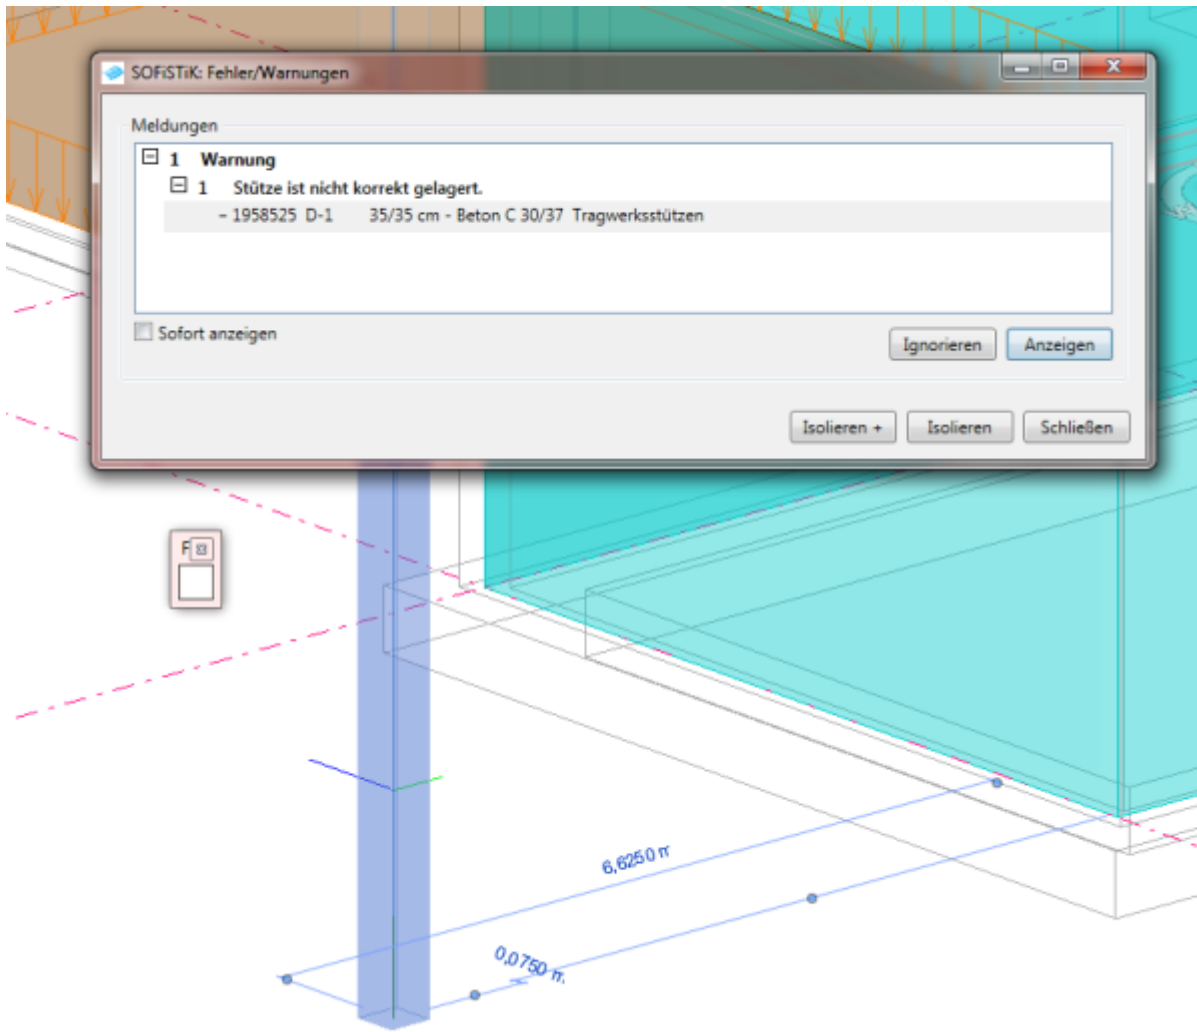 SOFiSTiK: Fehler/Warnungen
Meldungen
1 Warnung
1 Stütze ist nicht korrekt gelagert.
– 1958525 D-1 35/35 cm - Beton C 30/37 Tragwerksstützen
Sofort anzeigen
Ignorieren
Anzeigen
Isolieren +
Isolieren
Schließen
F
6,6250 m
0,0750 m